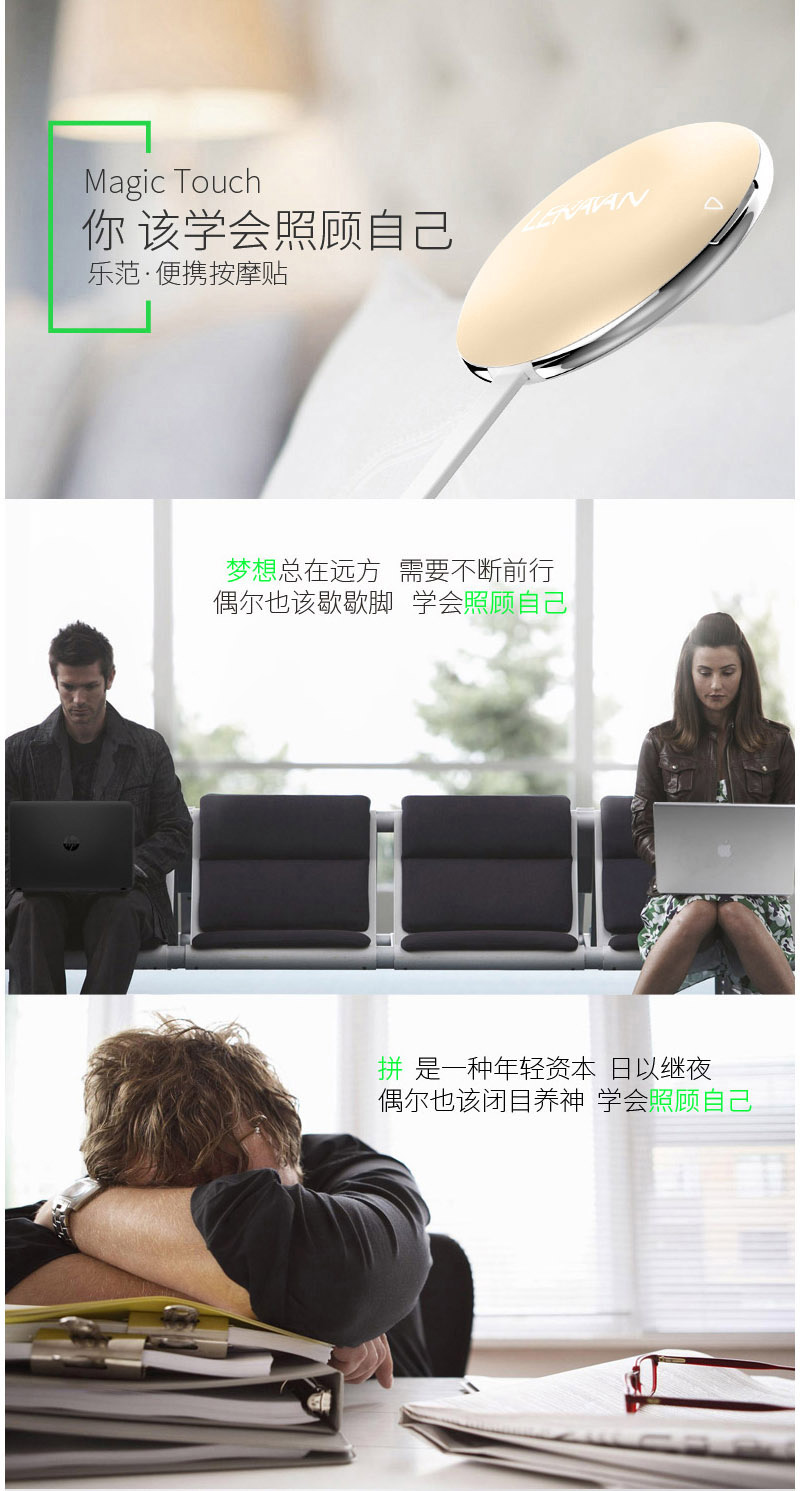 Magic Touch
你 该学会照顾自己
乐范·便携按摩贴
LERAVAN
梦想总在远方 需要不断前行
偶尔也该歇歇脚 学会照顾自己
hp
拼 是一种年轻资本 日以继夜
偶尔也该闭目养神 学会照顾自己